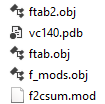 ftab2.obj
vc140.pdb
ftab.obj
f_mods.obj
f2csum.mod